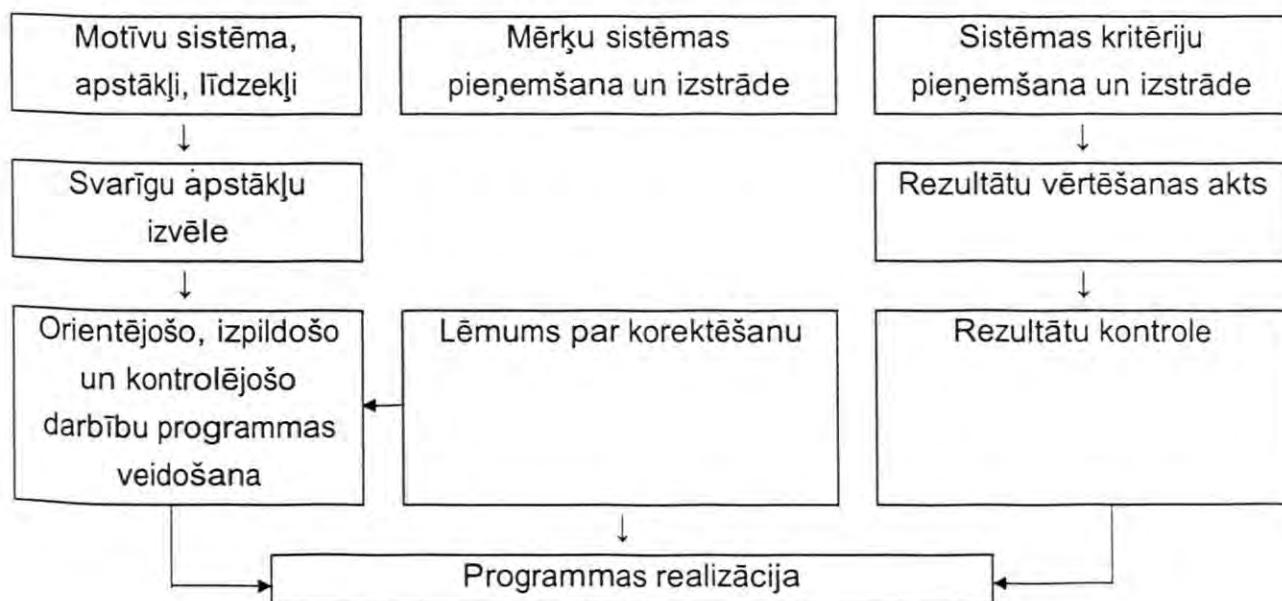 Motīvu sistēma,
apstākļi, līdzekļi
Mērķu sistēmas
pieņemšana un izstrāde
Sistēmas kritēriju
pieņemšana un izstrāde
Svarīgu apstākļu
izvēle
Rezultātu vērtēšanas akts
Orientējošo, izpildošo
un kontrolējošo
darbību programmas
veidošana
Lēmums par korektēšanu
Rezultātu kontrole
Programmas realizācija